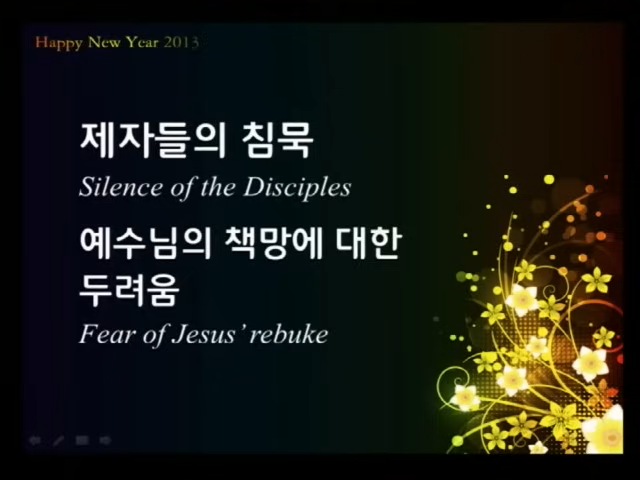 Happy New Year 2013
제자들의 침묵
Silence of the Disciples
예수님의 책망에 대한
두려움
Fear of Jesus' rebuke